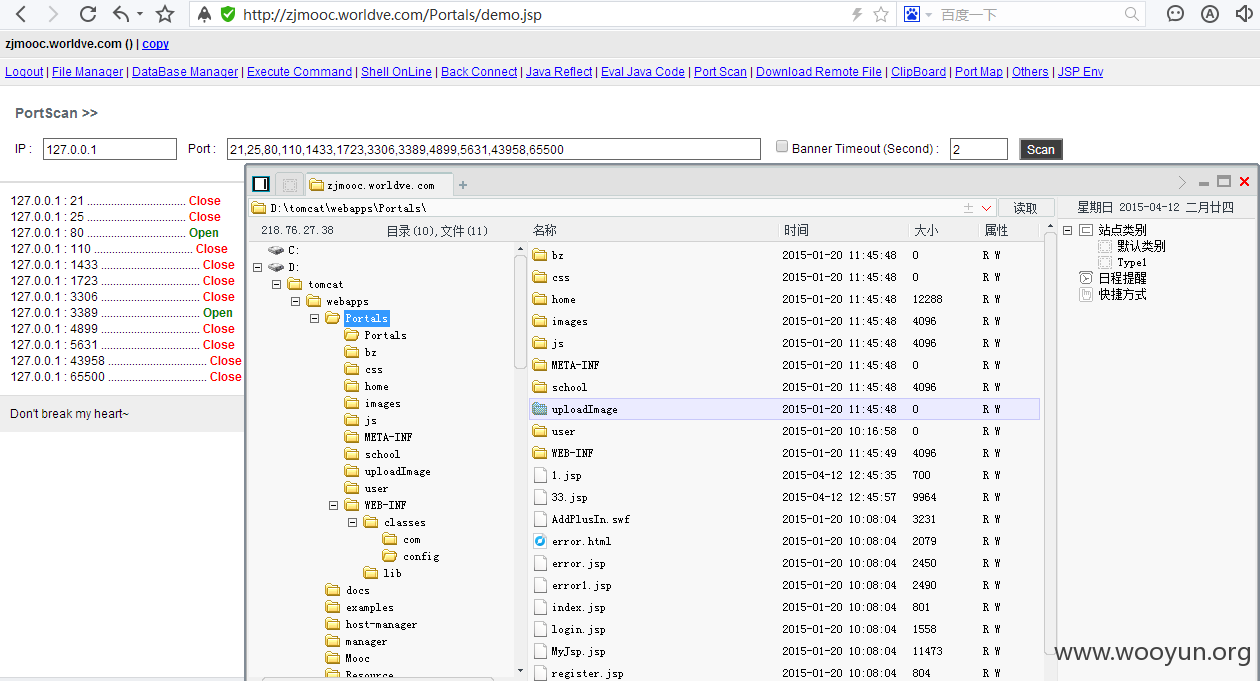 http://zjmooc.worldve.com/Portals/demo.jsp
百度一下
zjmooc.worldve.com () | copy
Logout | File Manager | DataBase Manager | Execute Command | Shell OnLine | Back Connect | Java Reflect | Eval Java Code | Port Scan | Download Remote File | ClipBoard | Port Map | Others | JSP Env
PortScan >>
IP : 127.0.0.1 Port : 21,25,80,110,1433,1723,3306,3389,4899,5631,43958,65500 Banner Timeout (Second) : 2 Scan
127.0.0.1 : 21 ................................ Close
127.0.0.1 : 25 ................................ Close
127.0.0.1 : 80 ................................ Open
127.0.0.1 : 110 ................................ Close
127.0.0.1 : 1433 ................................ Close
127.0.0.1 : 1723 ................................ Close
127.0.0.1 : 3306 ................................ Close
127.0.0.1 : 3389 ................................ Open
127.0.0.1 : 4899 ................................ Close
127.0.0.1 : 5631 ................................ Close
127.0.0.1 : 43958 ................................ Close
127.0.0.1 : 65500 ................................ Close
Don't break my heart~
zjmooc.worldve.com
D:\tomcat\webapps\Portals\ 读取
218.76.27.38 目录(10),文件(11)
C:
D:
tomcat
webapps
Portals
Portals
bz
css
home
images
js
META-INF
school
uploadImage
user
WEB-INF
classes
com
config
lib
docs
examples
host-manager
manager
Mooc
Resource
名称 时间 大小 属性
bz 2015-01-20 11:45:48 0 R W
css 2015-01-20 11:45:48 0 R W
home 2015-01-20 11:45:48 12288 R W
images 2015-01-20 11:45:48 4096 R W
js 2015-01-20 11:45:48 4096 R W
META-INF 2015-01-20 11:45:48 0 R W
school 2015-01-20 11:45:48 4096 R W
uploadImage 2015-01-20 11:45:48 0 R W
user 2015-01-20 10:16:58 0 R W
WEB-INF 2015-01-20 11:45:49 4096 R W
1.jsp 2015-04-12 12:45:35 700 R W
33.jsp 2015-04-12 12:45:57 9964 R W
AddPlusIn.swf 2015-01-20 10:08:04 3231 R W
error.html 2015-01-20 10:08:04 2079 R W
error.jsp 2015-01-20 10:08:04 2450 R W
error1.jsp 2015-01-20 10:08:04 2490 R W
index.jsp 2015-01-20 10:08:04 801 R W
login.jsp 2015-01-20 10:08:04 1558 R W
MyJsp.jsp 2015-01-20 10:08:04 11473 R W
register.jsp 2015-01-20 10:08:04 804 R W
星期日 2015-04-12 二月廿四
站点类别
默认类别
Type1
日程提醒
快捷方式
www.wooyun.org